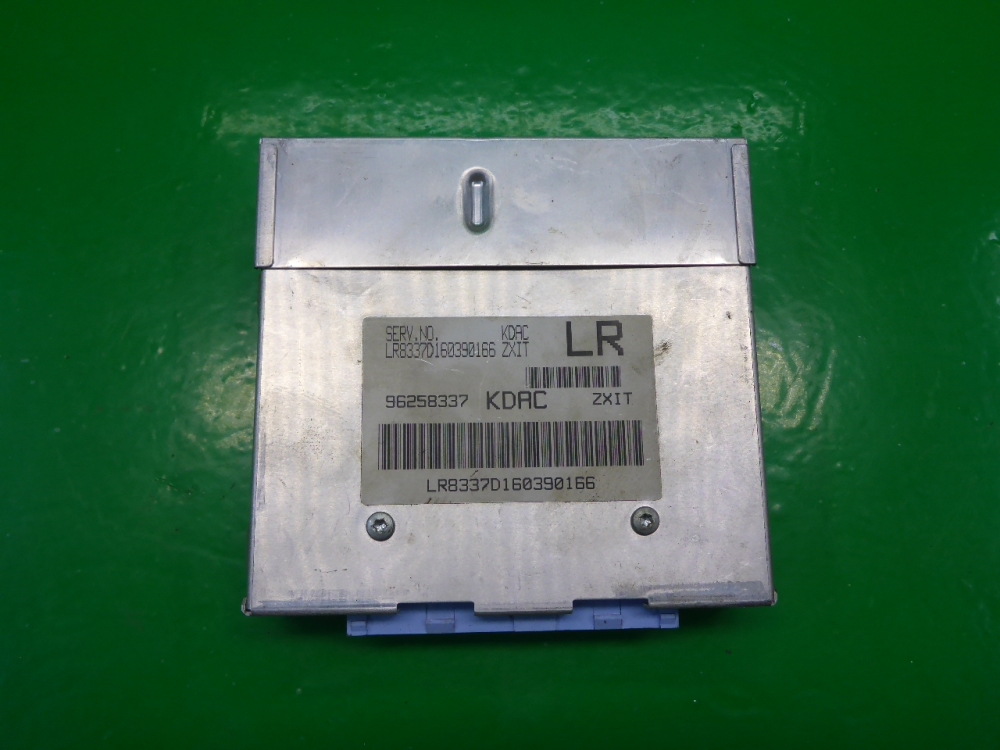 SERV.NO. KDAC
LR8337D160390166 ZXIT
LR
96258337 KDAC ZXIT
LR8337D160390166